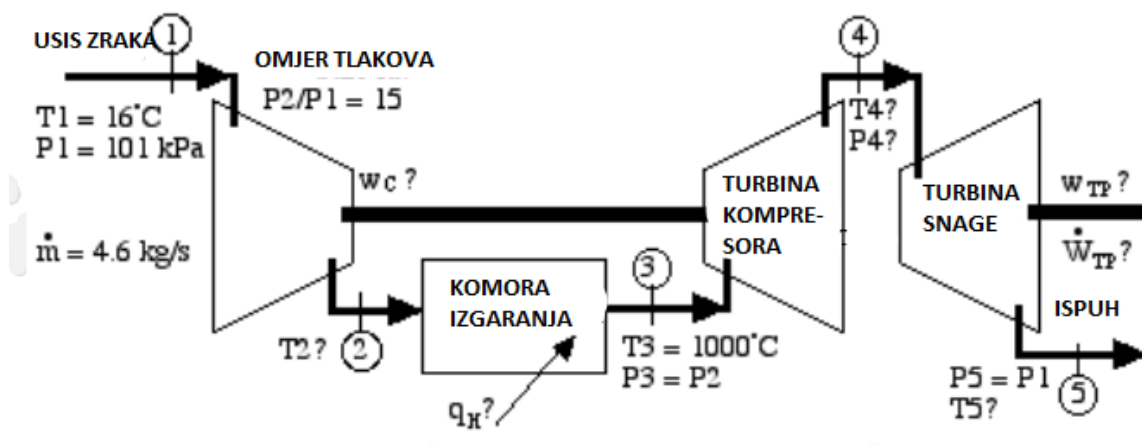 USIS ZRAKA
1
T1 = 16°C
P1 = 101 kPa
ṁ = 4.6 kg/s
OMJER TLAKOVA
P2/P1 = 15
wC ?
T2?
2
KOMORA
IZGARANJA
qH?
3
T3 = 1000°C
P3 = P2
TURBINA
KOMPRE-
SORA
4
T4?
P4?
TURBINA
SNAGE
wTP ?
ẆTP ?
ISPUH
P5 = P1
T5?
5